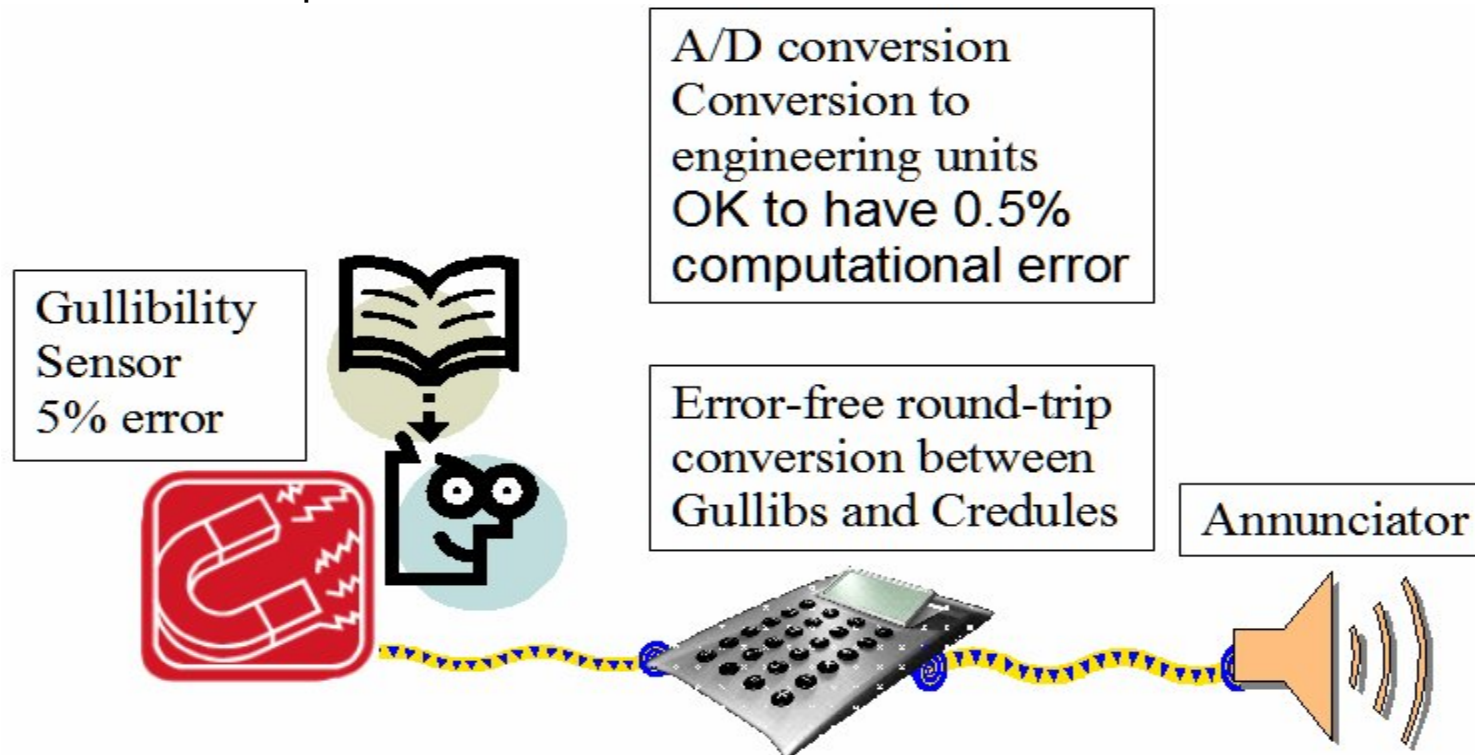 A/D conversion
Conversion to
engineering units
OK to have 0.5%
computational error
Gullibility
Sensor
5% error
Error-free round-trip
conversion between
Gullibs and Credules
Annunciator